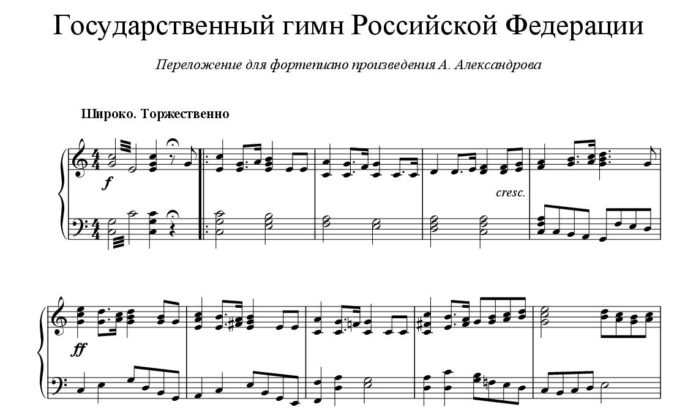 Государственный гимн Российской Федерации
Переложение для фортепиано произведения А. Александрова
Широко. Торжественно
f
cresc.
ff